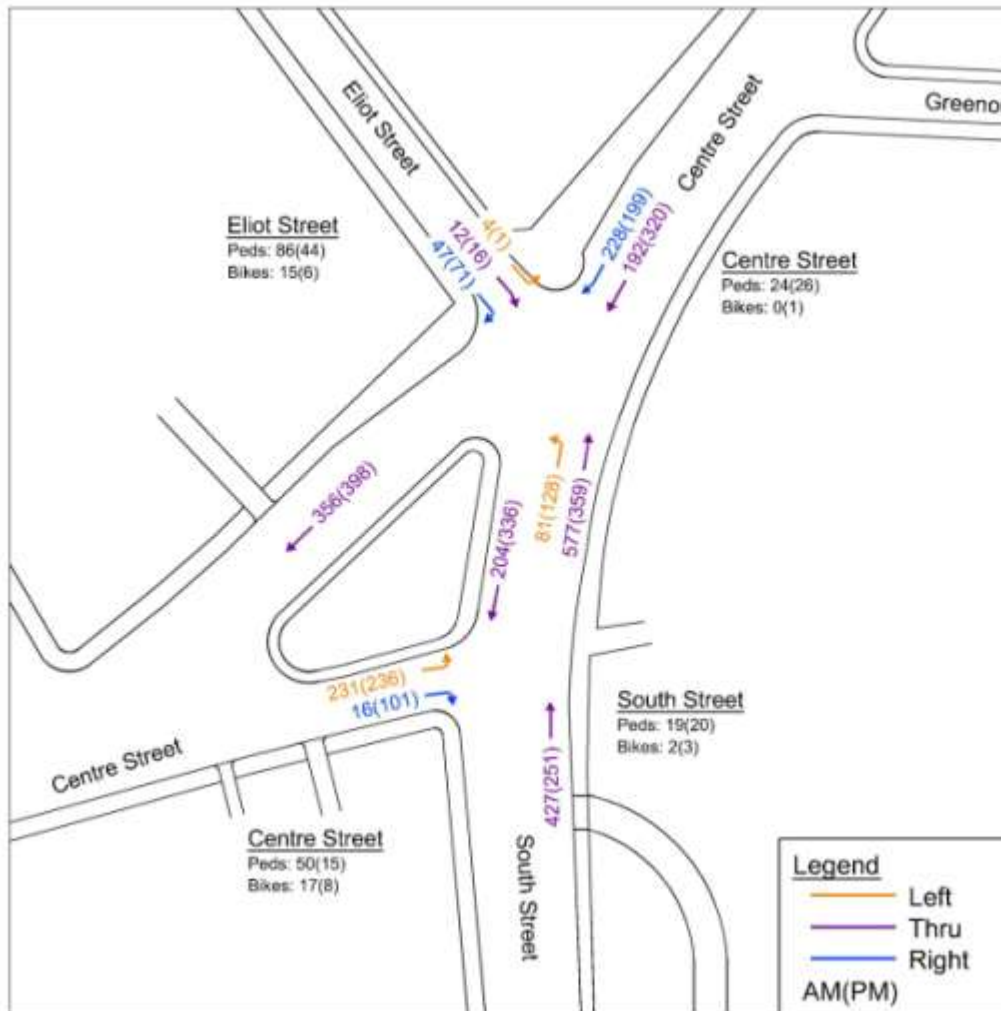 Greeno
Eliot Street
Centre Street
4(1)
12(16)
47(71)
228(199)
192(320)
Eliot Street
Peds: 86(44)
Bikes: 15(6)
Centre Street
Peds: 24(26)
Bikes: 0(1)
356(398)
204(336)
81(128)
577(359)
231(236)
16(101)
427(251)
South Street
Peds: 19(20)
Bikes: 2(3)
Centre Street
Centre Street
Peds: 50(15)
Bikes: 17(8)
South Street
Legend
Left
Thru
Right
AM(PM)